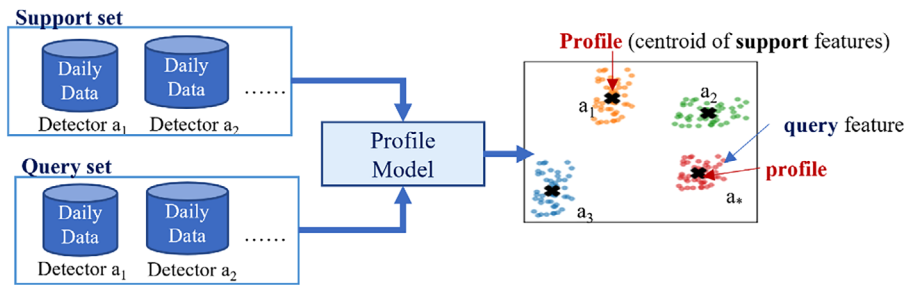 Support set
Daily
Data
Daily
Data
......
Detector a1
Detector a2
Query set
Daily
Data
Daily
Data
......
Detector a1
Detector a2
Profile
Model
Profile (centroid of support features)
a1
a2
query feature
profile
a*
a3